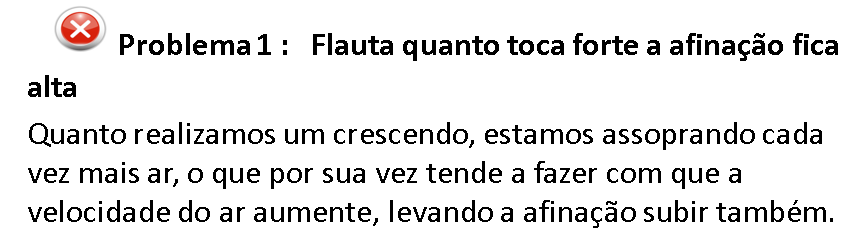 Problema 1 :   Flauta quanto toca forte a afinação fica
alta
Quanto realizamos um crescendo, estamos assoprando cada
vez mais ar, o que por sua vez tende a fazer com que a
velocidade do ar aumente, levando a afinação subir também.